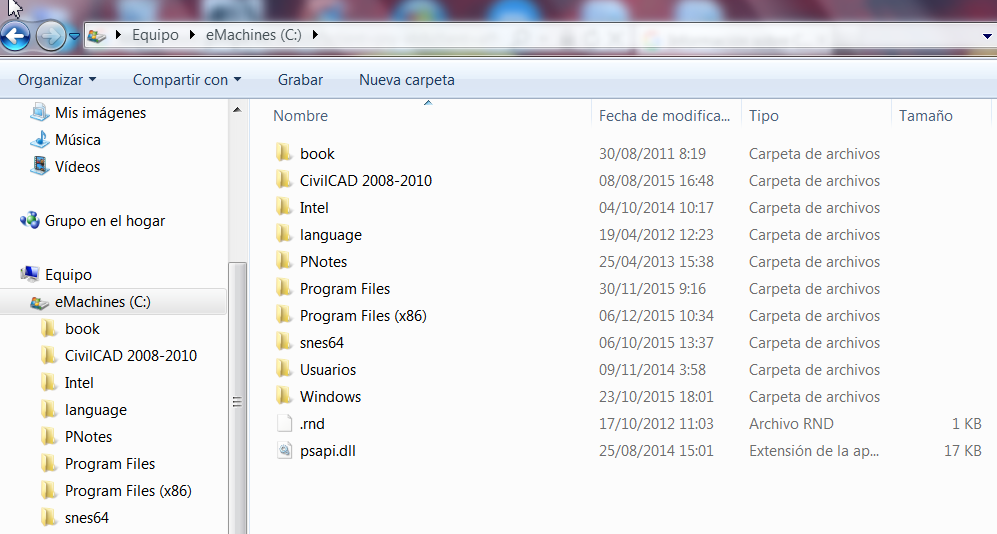 Equipo eMachines (C:)
Organizar Compartir con Grabar Nueva carpeta
Mis imágenes
Música
Vídeos
Grupo en el hogar
Equipo
eMachines (C:)
book
CivilCAD 2008-2010
Intel
language
PNotes
Program Files
Program Files (x86)
snes64
Nombre Fecha de modifica... Tipo Tamaño
book 30/08/2011 8:19 Carpeta de archivos
CivilCAD 2008-2010 08/08/2015 16:48 Carpeta de archivos
Intel 04/10/2014 10:17 Carpeta de archivos
language 19/04/2012 12:23 Carpeta de archivos
PNotes 25/04/2013 15:38 Carpeta de archivos
Program Files 30/11/2015 9:16 Carpeta de archivos
Program Files (x86) 06/12/2015 10:34 Carpeta de archivos
snes64 06/10/2015 13:37 Carpeta de archivos
Usuarios 09/11/2014 3:58 Carpeta de archivos
Windows 23/10/2015 18:01 Carpeta de archivos
.rnd 17/10/2012 11:03 Archivo RND 1 KB
psapi.dll 25/08/2014 15:01 Extensión de la ap... 17 KB